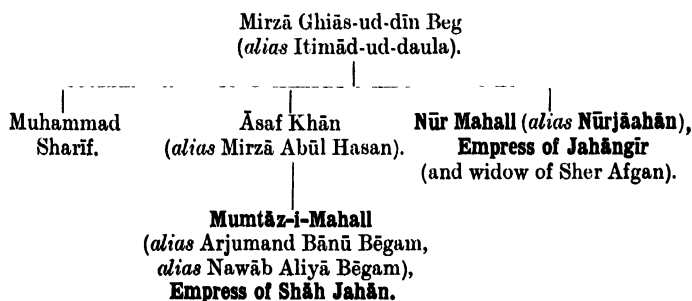 Mirzā Ghiās-ud-dīn Beg
(alias Itimād-ud-daula).
Muhammad
Sharīf.
Āsaf Khān
(alias Mirzā Abūl Hasan).
Nūr Mahall (alias Nūrjāahān),
Empress of Jahāngīr
(and widow of Sher Afgan).
Mumtāz-i-Mahall
(alias Arjumand Bānū Bēgam,
alias Nawāb Aliyā Bēgam),
Empress of Shāh Jahān.